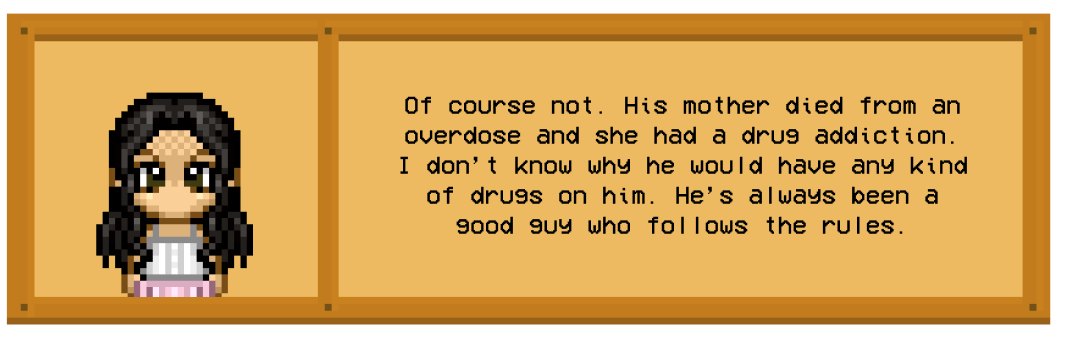 Of course not. His mother died from an
overdose and she had a drug addiction.
I don't know why he would have any kind
of drugs on him. He's always been a
good guy who follows the rules.